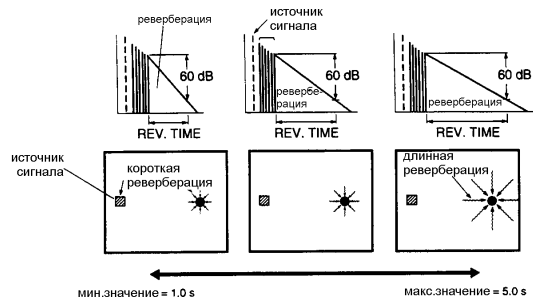 реверберация
60 dB
REV. TIME
источник
сигнала
60 dB
ревербе-
рация
REV. TIME
60 dB
реверберация
REV. TIME
источник
сигнала
короткая
реверберация
длинная
реверберация
мин.значение = 1.0 s
макс.значение = 5.0 s